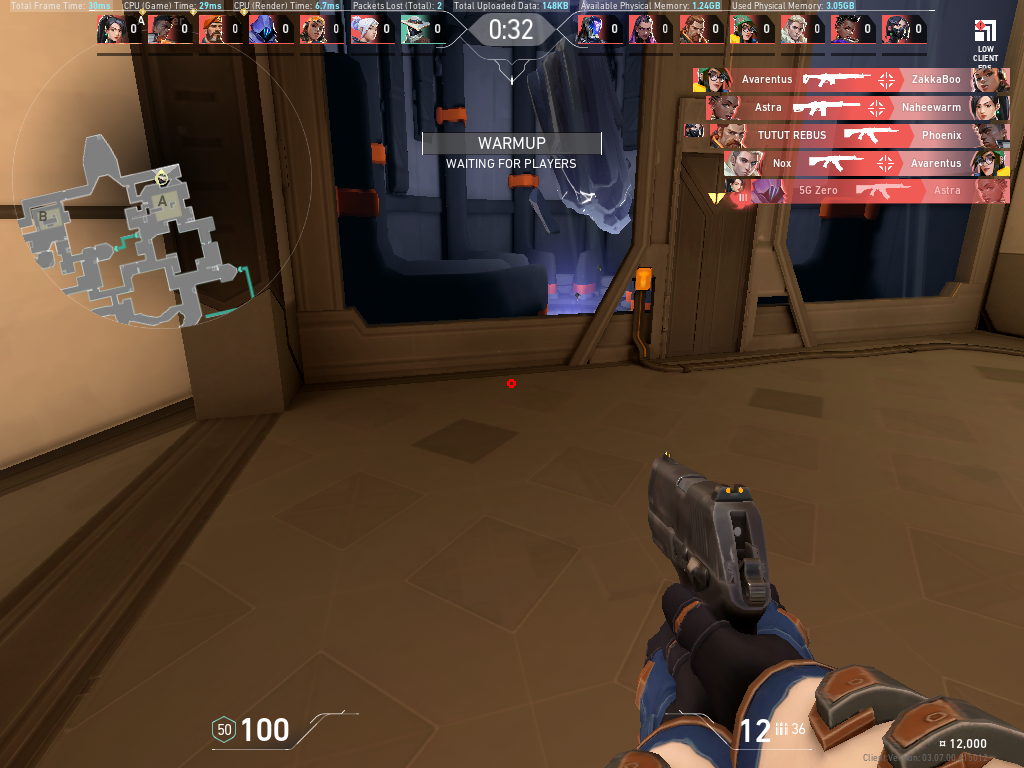 Total Frame Time: 30ms CPU (Game) Time: 29ms CPU (Render) Time: 6.7ms Packets Lost (Total): 2 Total Uploaded Data: 148KB Available Physical Memory: 1.24GB Used Physical Memory: 3.05GB
A
0 0 0 0 0 0 0 0:32 0 0 0 0 0 0 0
LOW
CLIENT
FPS
Avarentus ZakkaBoo
Astra Naheewarm
TUTUT REBUS Phoenix
Nox Avarentus
5G Zero Astra
WARMUP
WAITING FOR PLAYERS
A
B
50 100
12 36
¤ 12,000